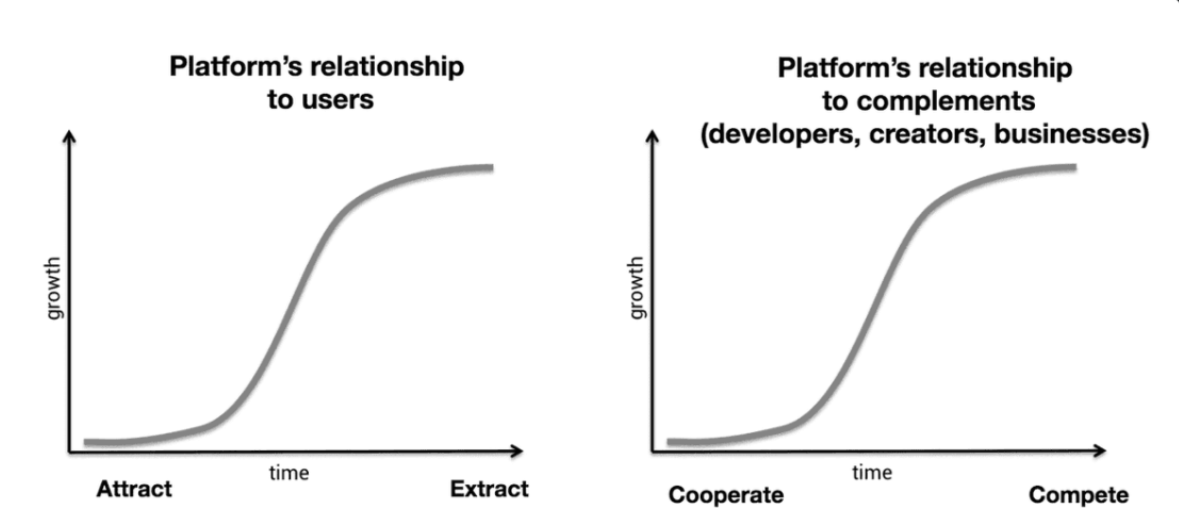 Platform's relationship
to users
growth
time
Attract
Extract
Platform's relationship
to complements
(developers, creators, businesses)
growth
time
Cooperate
Compete